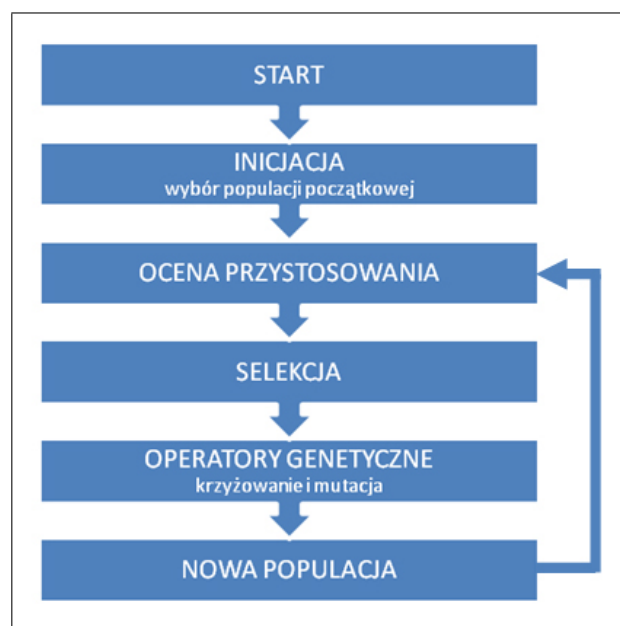 START
INICJACJA
wybór populacji początkowej
OCENA PRZYSTOSOWANIA
SELEKCJA
OPERATORY GENETYCZNE
krzyżowanie i mutacja
NOWA POPULACJA